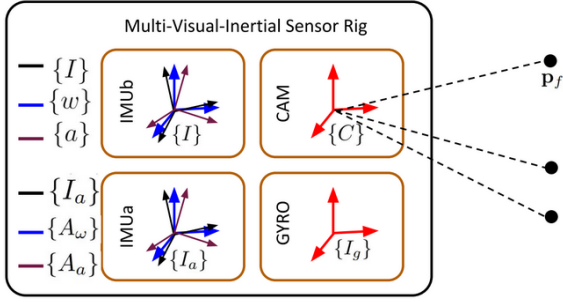 Multi-Visual-Inertial Sensor Rig
{I}
{w}
{a}
IMUb
{I}
CAM
{C}
p_f
{I_a}
{A_ω}
{A_a}
IMUa
{I_a}
GYRO
{I_g}